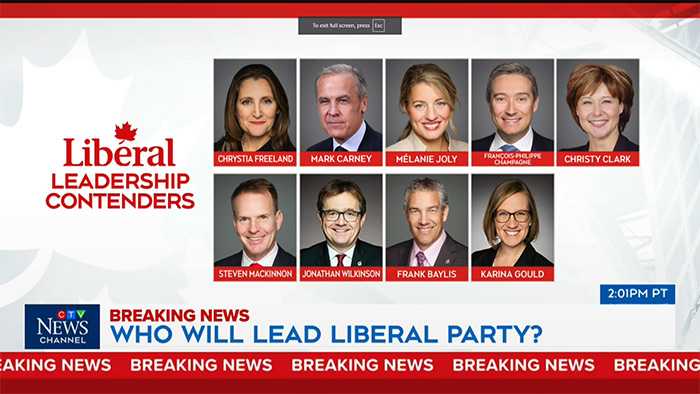 To exit full screen, press Esc
Liberal
LEADERSHIP
CONTENDERS
CHRYSTIA FREELAND
MARK CARNEY
MÉLANIE JOLY
FRANÇOIS-PHILIPPE
CHAMPAGNE
CHRISTY CLARK
STEVEN MACKINNON
JONATHAN WILKINSON
FRANK BAYLIS
KARINA GOULD
2:01PM PT
CTV
NEWS
CHANNEL
BREAKING NEWS
WHO WILL LEAD LIBERAL PARTY?
EAKING NEWS BREAKING NEWS BREAKING NEWS BREAKING NEWS BREAKING